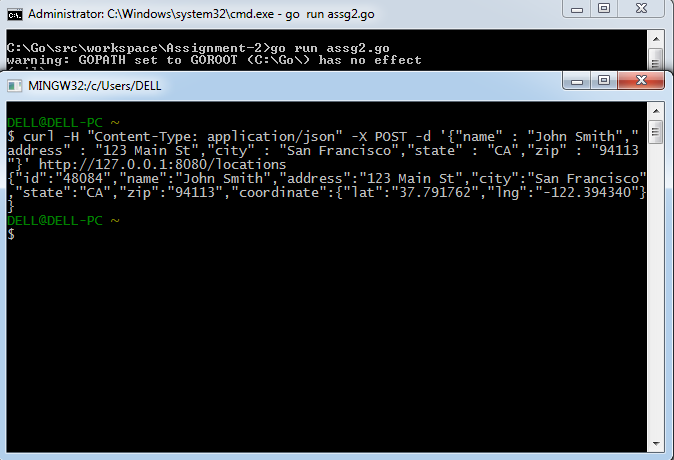 Administrator: C:\Windows\system32\cmd.exe - go  run assg2.go
C:\Go\src\workspace\Assignment-2>go run assg2.go
warning: GOPATH set to GOROOT (C:\Go\) has no effect
MINGW32:/c/Users/DELL
DELL@DELL-PC ~
$ curl -H "Content-Type: application/json" -X POST -d '{"name" : "John Smith","
address" : "123 Main St","city" : "San Francisco","state" : "CA","zip" : "94113
"}' http://127.0.0.1:8080/locations
{"id":"48084","name":"John Smith","address":"123 Main St","city":"San Francisco"
,"state":"CA","zip":"94113","coordinate":{"lat":"37.791762","lng":"-122.394340"}
}
DELL@DELL-PC ~
$